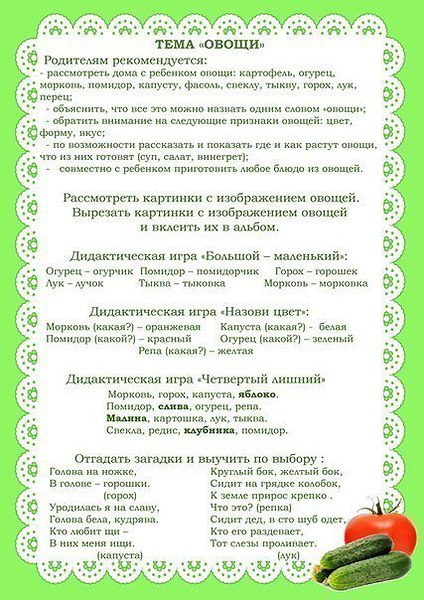 ТЕМА «ОВОЩИ»
Родителям рекомендуется:
- рассмотреть дома с ребенком овощи: картофель, огурец,
морковь, помидор, капусту, фасоль, свеклу, тыкву, горох, лук,
перец;
- объяснить, что все это можно назвать одним словом «овощи»;
- обратить внимание на следующие признаки овощей: цвет,
форму, вкус;
- по возможности рассказать и показать где и как растут овощи,
что из них готовят (суп, салат, винегрет);
- совместно с ребенком приготовить любое блюдо из овощей.
Рассмотреть картинки с изображением овощей.
Вырезать картинки с изображением овощей
и вклеить их в альбом.
Дидактическая игра «Большой – маленький»:
Огурец – огурчик Помидор – помидорчик Горох – горошек
Лук – лучок Тыква – тыковка Морковь – морковка
Дидактическая игра «Назови цвет»:
Морковь (какая?) – оранжевая Капуста (какая?) - белая
Помидор (какой?) – красный Огурец (какой?) – зеленый
Репа (какая?) – желтая
Дидактическая игра «Четвертый лишний»
Морковь, горох, капуста, яблоко.
Помидор, слива, огурец, репа.
Малина, картошка, лук, тыква.
Свекла, редис, клубника, помидор.
Отгадать загадки и выучить по выбору :
Голова на ножке,
В голове – горошки.
(горох)
Уродилась я на славу,
Голова бела, кудрява.
Кто любит щи –
В них меня ищи.
(капуста)
Круглый бок, желтый бок,
Сидит на грядке колобок,
К земле прирос крепко .
Что это? (репка)
Сидит дед, в сто шуб одет,
Кто его раздевает,
Тот слезы проливает.
(лук)